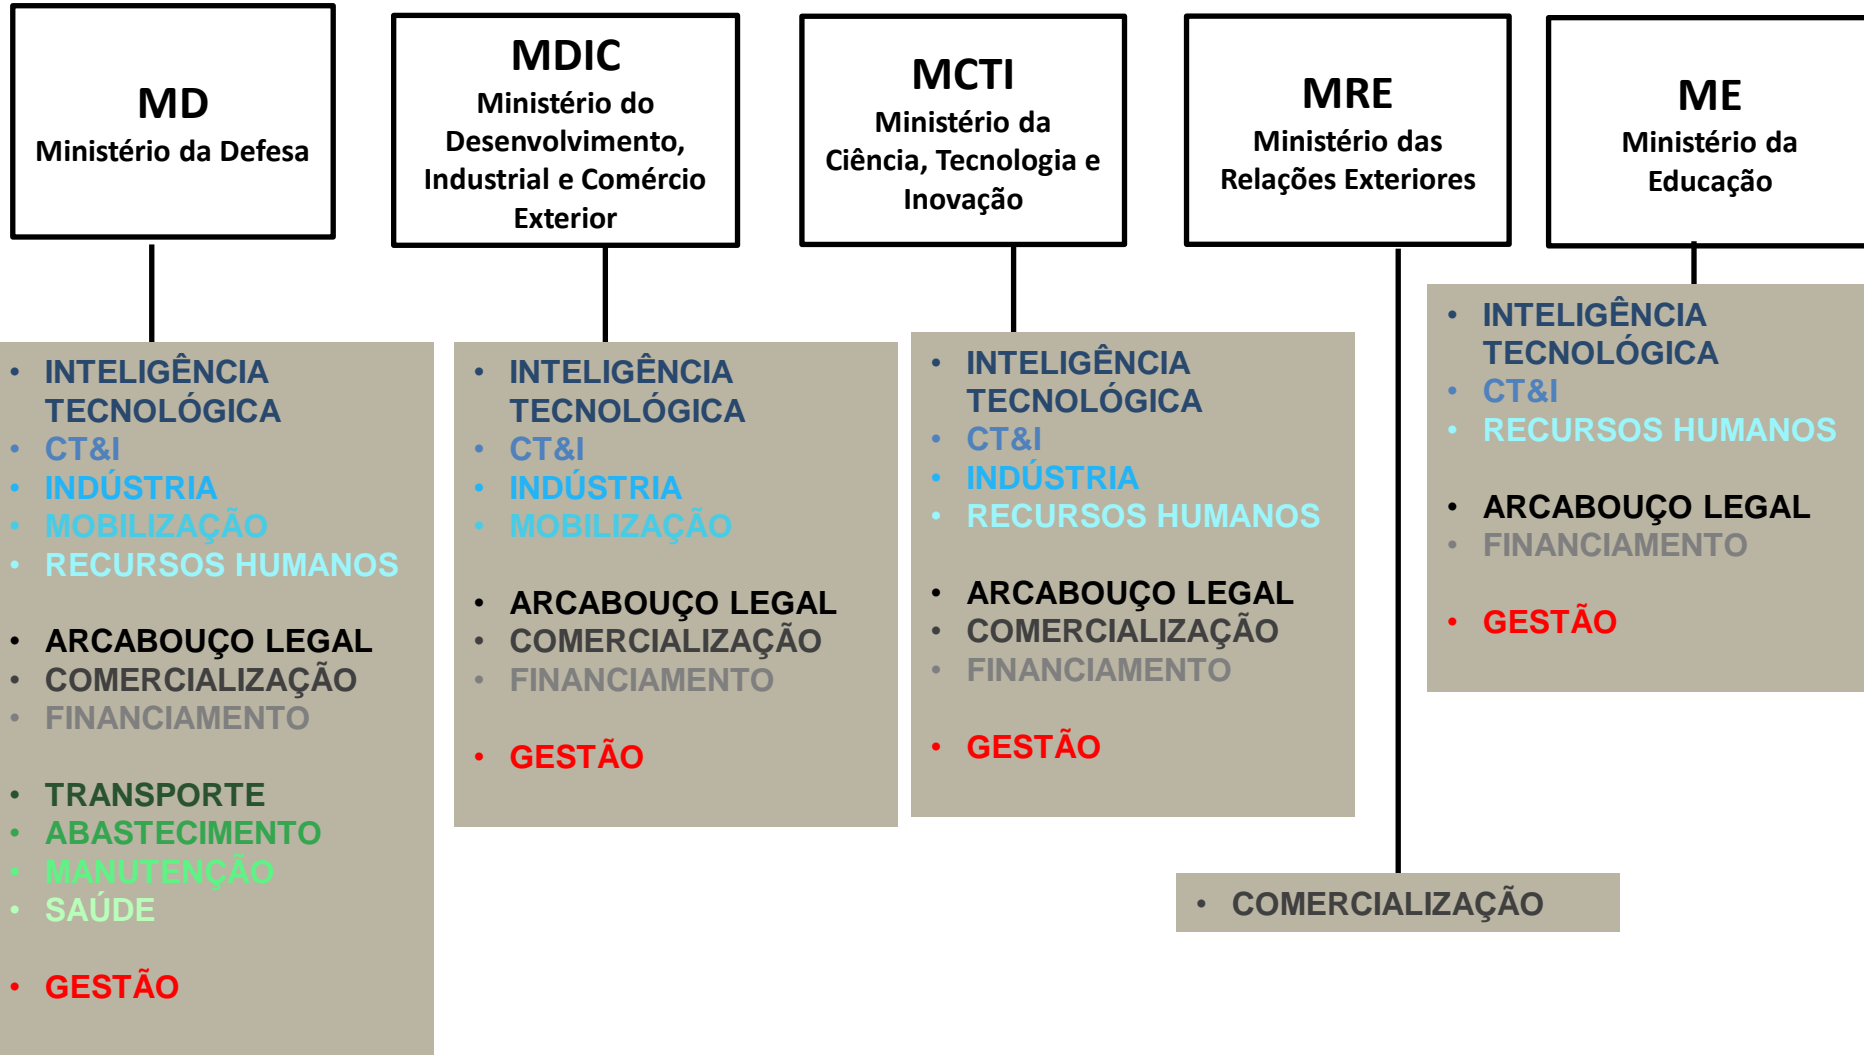 MD
Ministério da Defesa
MDIC
Ministério do
Desenvolvimento,
Industrial e Comércio
Exterior
MCTI
Ministério da
Ciência, Tecnologia e
Inovação
MRE
Ministério das
Relações Exteriores
ME
Ministério da
Educação
• INTELIGÊNCIA
TECNOLÓGICA
• CT&I
• INDÚSTRIA
• MOBILIZAÇÃO
• RECURSOS HUMANOS
• ARCABOUÇO LEGAL
• COMERCIALIZAÇÃO
• FINANCIAMENTO
• TRANSPORTE
• ABASTECIMENTO
• MANUTENÇÃO
• SAÚDE
• GESTÃO
• INTELIGÊNCIA
TECNOLÓGICA
• CT&I
• INDÚSTRIA
• MOBILIZAÇÃO
• ARCABOUÇO LEGAL
• COMERCIALIZAÇÃO
• FINANCIAMENTO
• GESTÃO
• INTELIGÊNCIA
TECNOLÓGICA
• CT&I
• INDÚSTRIA
• RECURSOS HUMANOS
• ARCABOUÇO LEGAL
• COMERCIALIZAÇÃO
• FINANCIAMENTO
• GESTÃO
• COMERCIALIZAÇÃO
• INTELIGÊNCIA
TECNOLÓGICA
• CT&I
• RECURSOS HUMANOS
• ARCABOUÇO LEGAL
• FINANCIAMENTO
• GESTÃO